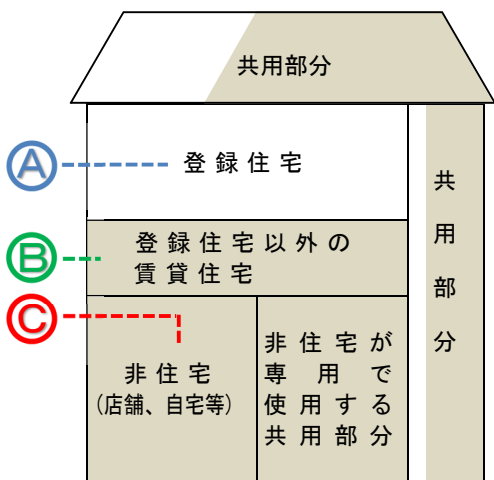 共用部分
Ⓐ
登録住宅
Ⓑ
登録住宅以外の
賃貸住宅
Ⓒ
非住宅
（店舗、自宅等）
非住宅が
専用で
使用する
共用部分
共用部分